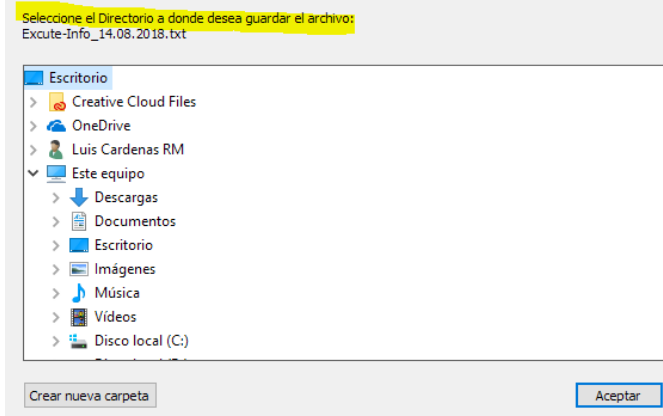 Seleccione el Directorio a donde desea guardar el archivo:
Excute-Info_14.08.2018.txt
Escritorio
Creative Cloud Files
OneDrive
Luis Cardenas RM
Este equipo
Descargas
Documentos
Escritorio
Imágenes
Música
Vídeos
Disco local (C:)
Crear nueva carpeta
Aceptar